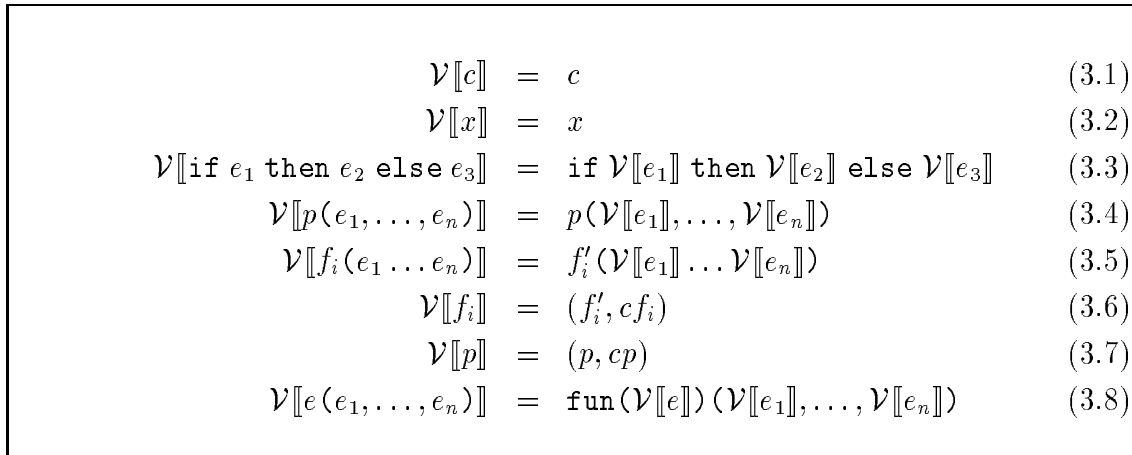 𝒱⟦c⟧ = c (3.1)
𝒱⟦x⟧ = x (3.2)
𝒱⟦if e₁ then e₂ else e₃⟧ = if 𝒱⟦e₁⟧ then 𝒱⟦e₂⟧ else 𝒱⟦e₃⟧ (3.3)
𝒱⟦p(e₁,...,eₙ)⟧ = p(𝒱⟦e₁⟧,...,𝒱⟦eₙ⟧) (3.4)
𝒱⟦fᵢ(e₁...eₙ)⟧ = fᵢ′(𝒱⟦e₁⟧...𝒱⟦eₙ⟧) (3.5)
𝒱⟦fᵢ⟧ = (fᵢ′, cfᵢ) (3.6)
𝒱⟦p⟧ = (p, cp) (3.7)
𝒱⟦e(e₁,...,eₙ)⟧ = fun(𝒱⟦e⟧)(𝒱⟦e₁⟧,...,𝒱⟦eₙ⟧) (3.8)